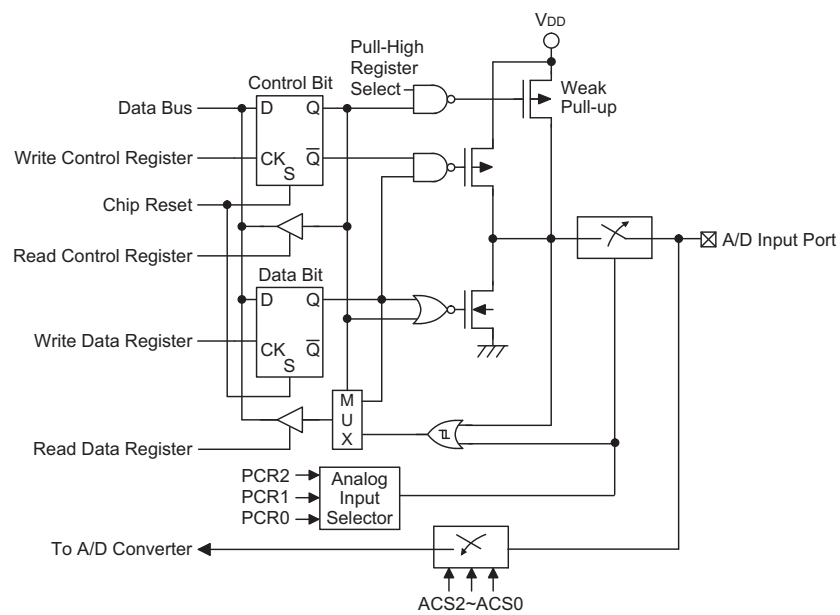 VDD
Pull-High
Register
Select
Control Bit
Weak
Pull-up
Data Bus
D
Q
Write Control Register
CK
Q̅
S
Chip Reset
A/D Input Port
Read Control Register
Data Bit
D
Q
Write Data Register
CK
Q̅
S
M
U
X
Read Data Register
PCR2
PCR1
PCR0
Analog
Input
Selector
To A/D Converter
ACS2~ACS0